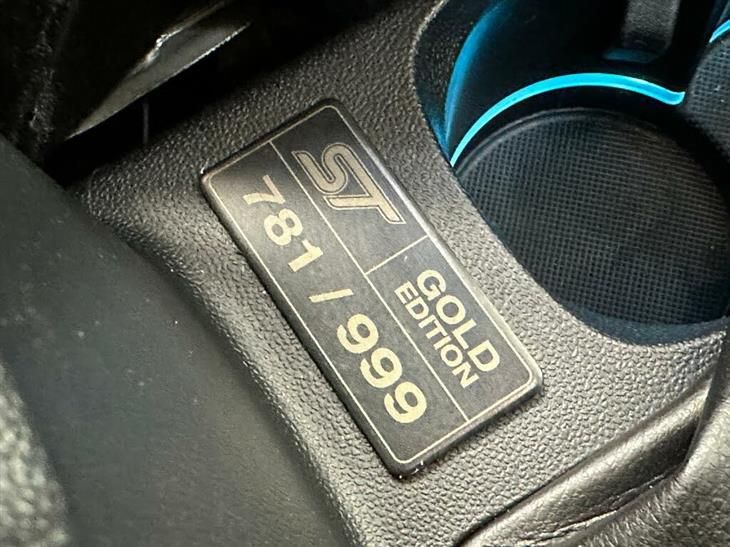 ST
GOLD
EDITION
781 / 999